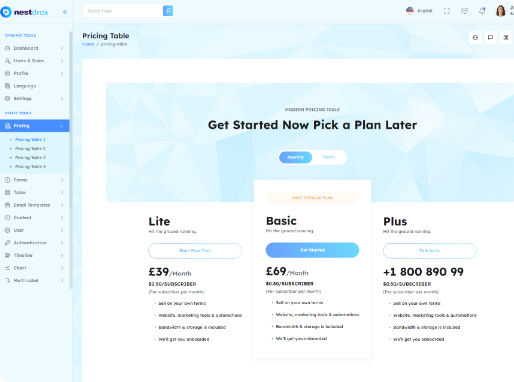 nestdrox
Search Pages
English
DYNAMIC TOOLS
Dashboard
Users & Roles
Profile
Language
Settings
STATIC TOOLS
Pricing
Pricing Table 1
Pricing Table 2
Pricing Table 3
Pricing Table 4
Forms
Table
Email Templates
Contact
User
Authentication
Timeline
Chart
Multi Label
Pricing Table
Home / pricing-table
MODERN PRICING TABLE
Get Started Now Pick a Plan Later
Monthly
Yearly
Lite
Hit the ground running.
Start Free Trial
£39/Month
$0.50/SUBSCRIBER
(Per subscriber per month)
Sell on your own terms
Website, marketing tools & automations
Bandwidth & storage is included
We'll get you onboarded
MOST POPULAR PLAN
Basic
Hit the ground running.
Get Started
£69/Month
$0.50/SUBSCRIBER
(Per subscriber per month)
Sell on your own terms
Website, marketing tools & automations
Bandwidth & storage is included
We'll get you onboarded
Plus
Hit the ground running.
Talk to Us
+1 800 890 99
$0.50/SUBSCRIBER
(Per subscriber per month)
Sell on your own terms
Website, marketing tools & automations
Bandwidth & storage is included
We'll get you onboarded